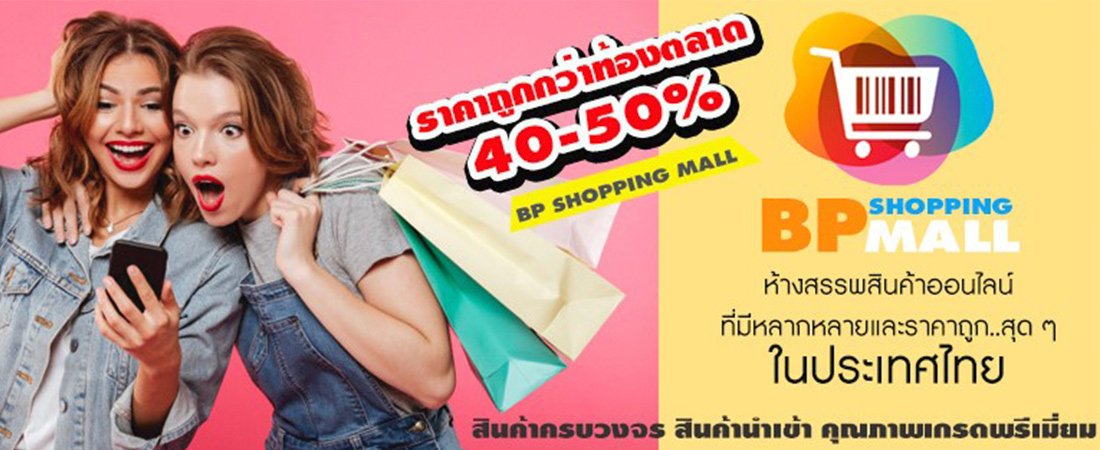 ราคาถูกกว่าท้องตลาด
40-50%
BP SHOPPING MALL
BP SHOPPING MALL
ห้างสรรพสินค้าออนไลน์
ที่มีหลากหลายและราคาถูก..สุด ๆ
ในประเทศไทย
สินค้าครบวงจร สินค้านำเข้า คุณภาพเกรดพรีเมี่ยม